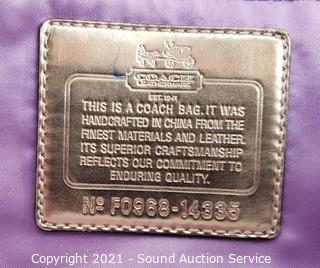 COACH
LEATHERWARE
EST. 1941
THIS IS A COACH BAG. IT WAS
HANDCRAFTED IN CHINA FROM THE
FINEST MATERIALS AND LEATHER.
ITS SUPERIOR CRAFTSMANSHIP
REFLECTS OUR COMMITMENT TO
ENDURING QUALITY.
Nº F0968-14335
Copyright 2021 - Sound Auction Service